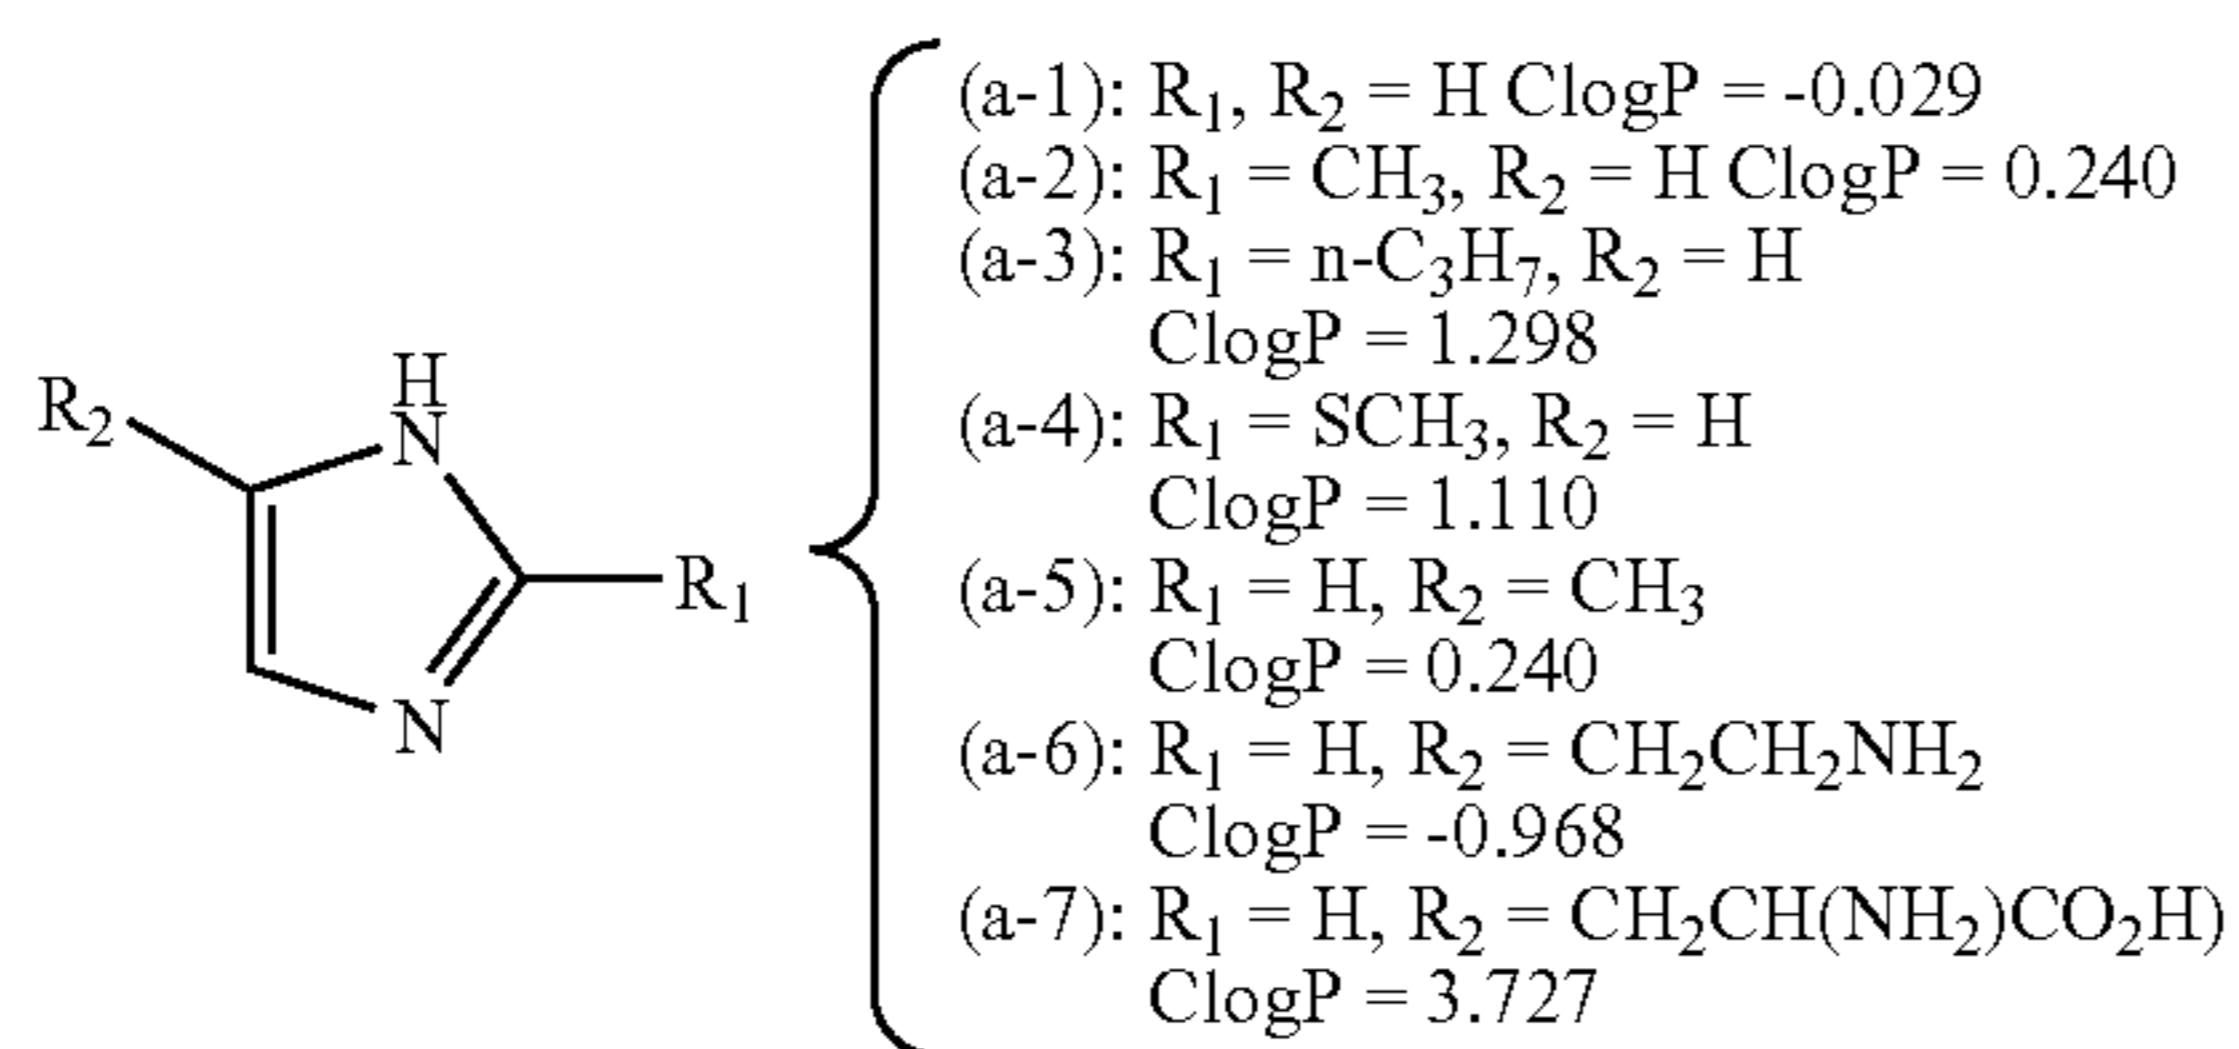 R₂
H
N
N
R₁
(a-1): R₁, R₂ = H ClogP = -0.029
(a-2): R₁ = CH₃, R₂ = H ClogP = 0.240
(a-3): R₁ = n-C₃H₇, R₂ = H
ClogP = 1.298
(a-4): R₁ = SCH₃, R₂ = H
ClogP = 1.110
(a-5): R₁ = H, R₂ = CH₃
ClogP = 0.240
(a-6): R₁ = H, R₂ = CH₂CH₂NH₂
ClogP = -0.968
(a-7): R₁ = H, R₂ = CH₂CH(NH₂)CO₂H)
ClogP = 3.727